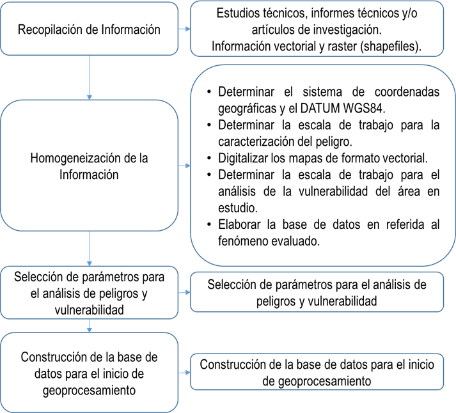 Recopilación de Información
Estudios técnicos, informes técnicos y/o
artículos de investigación.
Información vectorial y raster (shapefiles).
Homogeneización de la
Información
• Determinar el sistema de coordenadas
geográficas y el DATUM WGS84.
• Determinar la escala de trabajo para la
caracterización del peligro.
• Digitalizar los mapas de formato vectorial.
• Determinar la escala de trabajo para el
análisis de la vulnerabilidad del área en
estudio.
• Elaborar la base de datos en referida al
fenómeno evaluado.
Selección de parámetros para
el análisis de peligros y
vulnerabilidad
Selección de parámetros para el análisis de
peligros y vulnerabilidad
Construcción de la base de
datos para el inicio de
geoprocesamiento
Construcción de la base de datos para el inicio
de geoprocesamiento